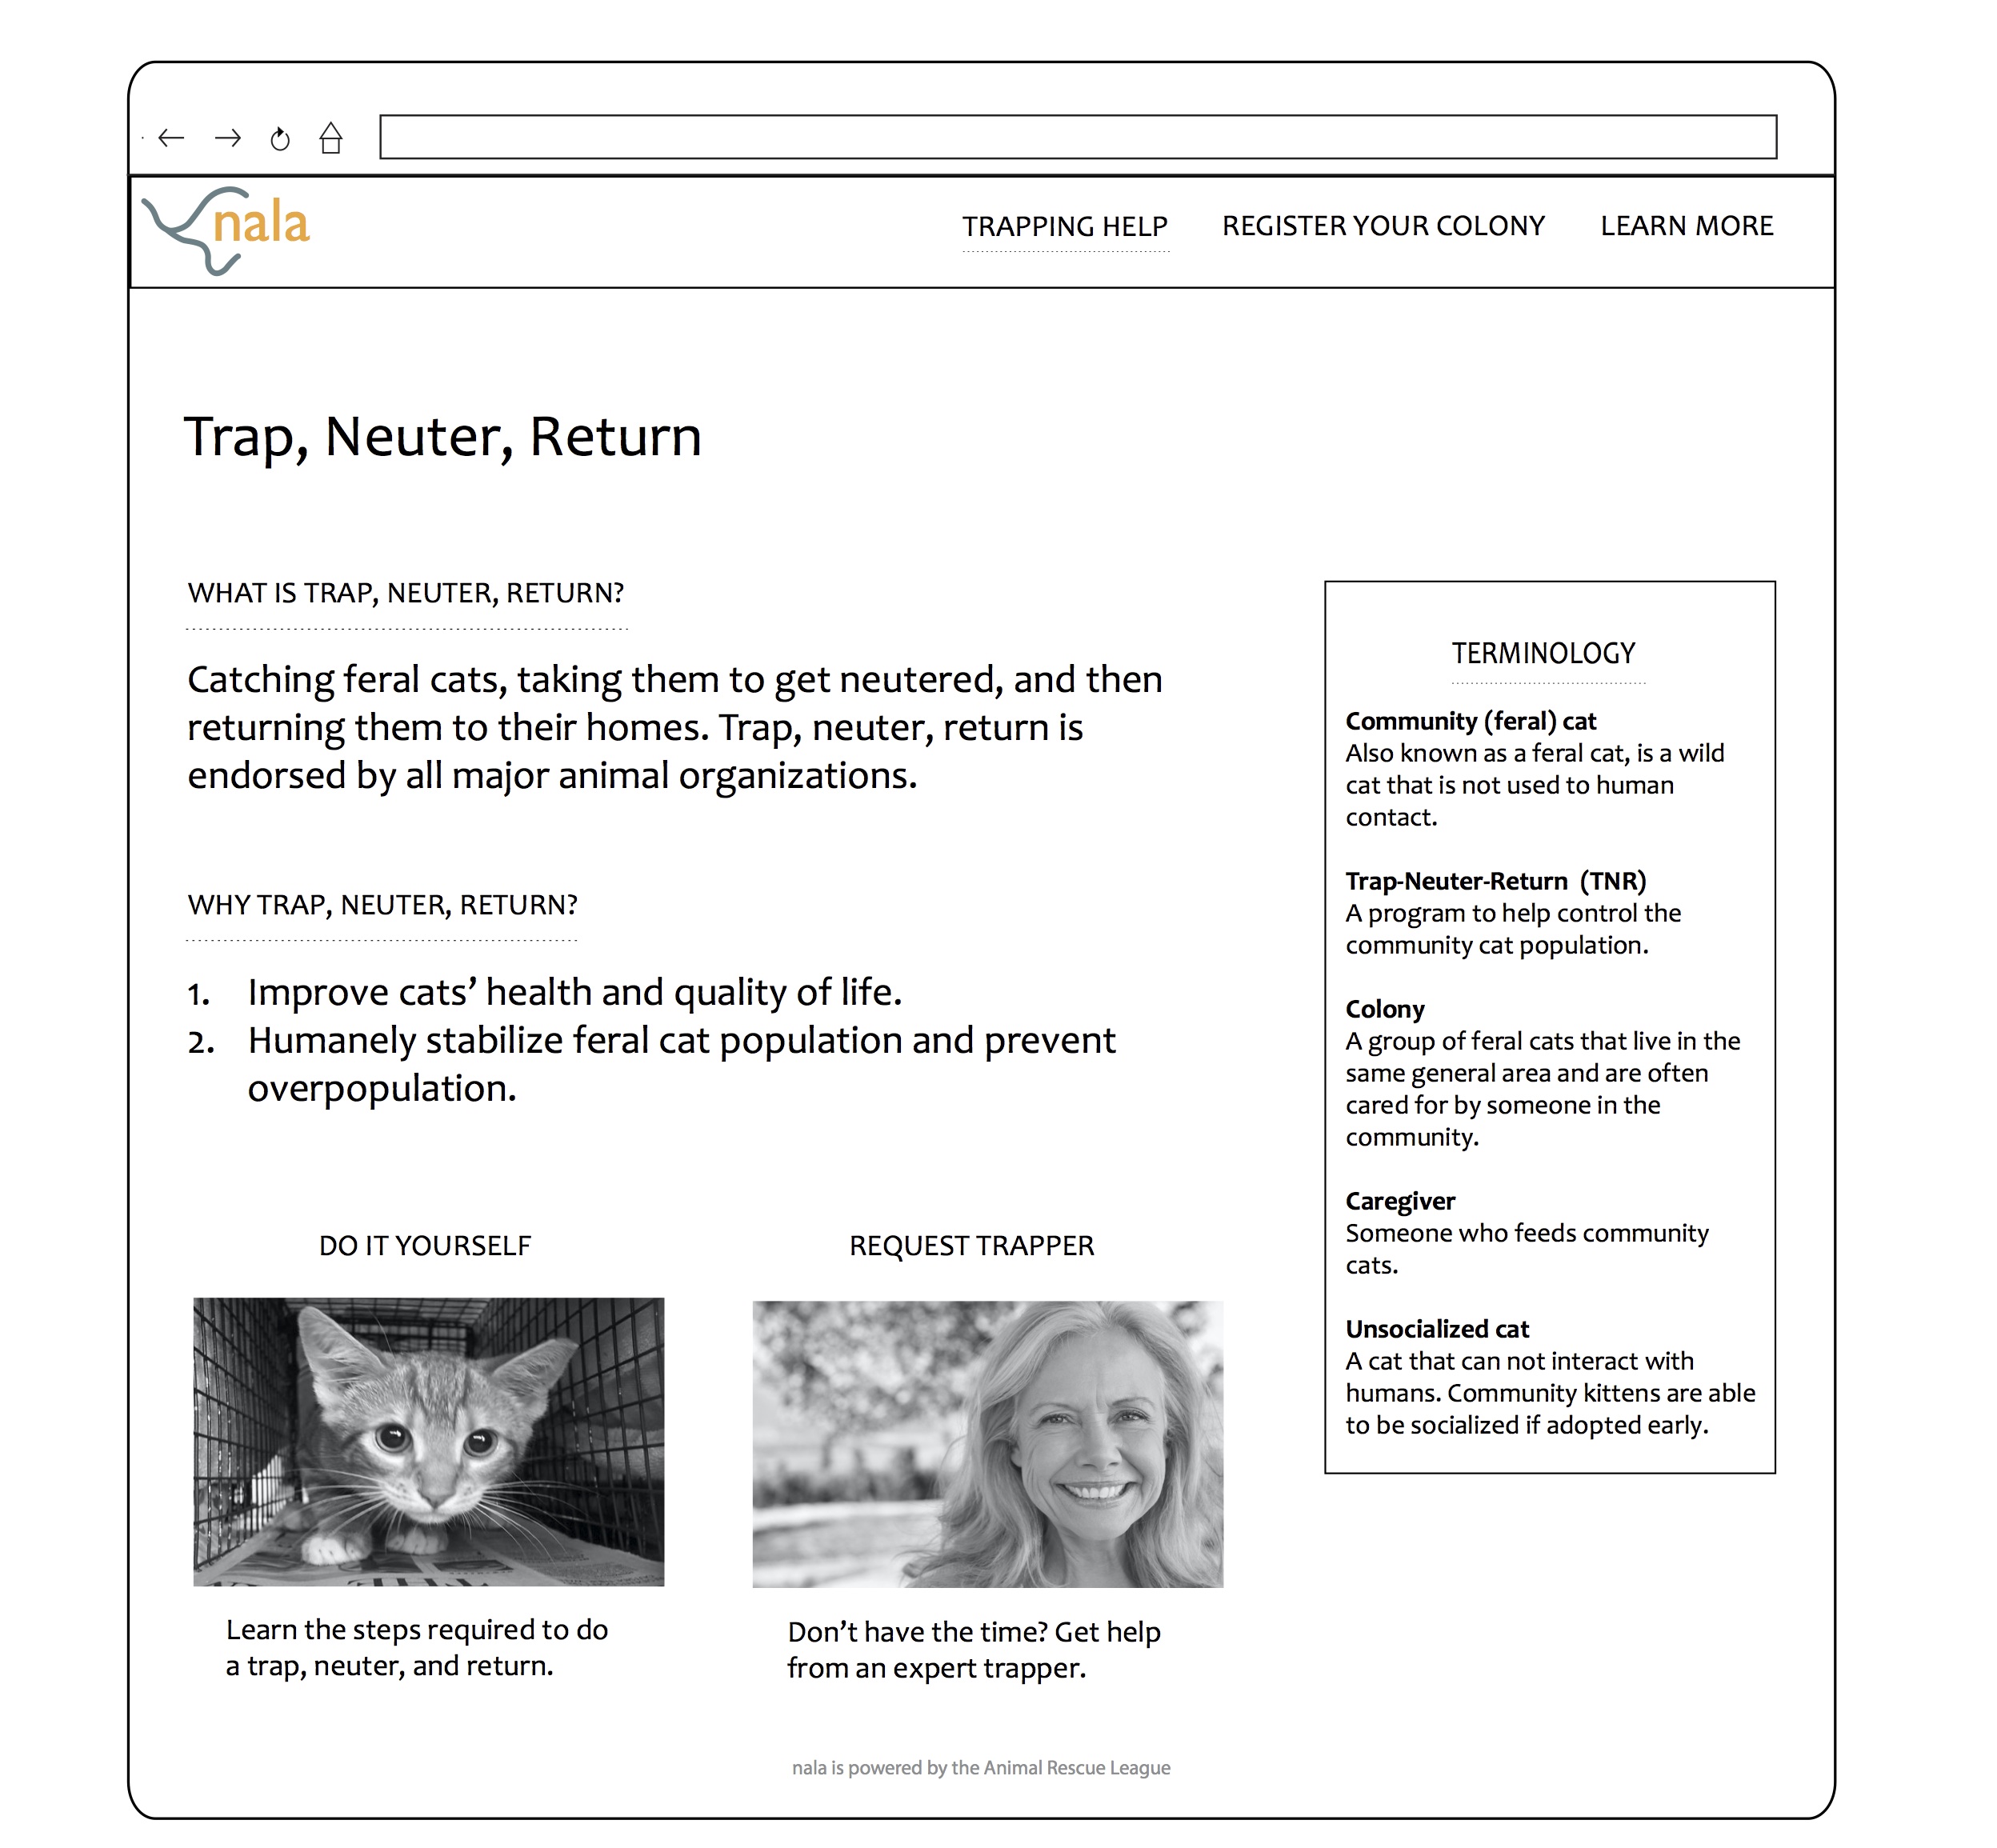 nala
TRAPPING HELP
REGISTER YOUR COLONY
LEARN MORE
Trap, Neuter, Return
WHAT IS TRAP, NEUTER, RETURN?
Catching feral cats, taking them to get neutered, and then
returning them to their homes. Trap, neuter, return is
endorsed by all major animal organizations.
WHY TRAP, NEUTER, RETURN?
1. Improve cats’ health and quality of life.
2. Humanely stabilize feral cat population and prevent
overpopulation.
DO IT YOURSELF
Learn the steps required to do
a trap, neuter, and return.
REQUEST TRAPPER
Don’t have the time? Get help
from an expert trapper.
TERMINOLOGY
Community (feral) cat
Also known as a feral cat, is a wild
cat that is not used to human
contact.
Trap-Neuter-Return (TNR)
A program to help control the
community cat population.
Colony
A group of feral cats that live in the
same general area and are often
cared for by someone in the
community.
Caregiver
Someone who feeds community
cats.
Unsocialized cat
A cat that can not interact with
humans. Community kittens are able
to be socialized if adopted early.
nala is powered by the Animal Rescue League